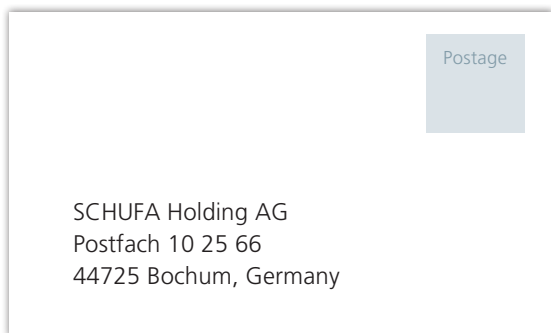 Postage
SCHUFA Holding AG
Postfach 10 25 66
44725 Bochum, Germany